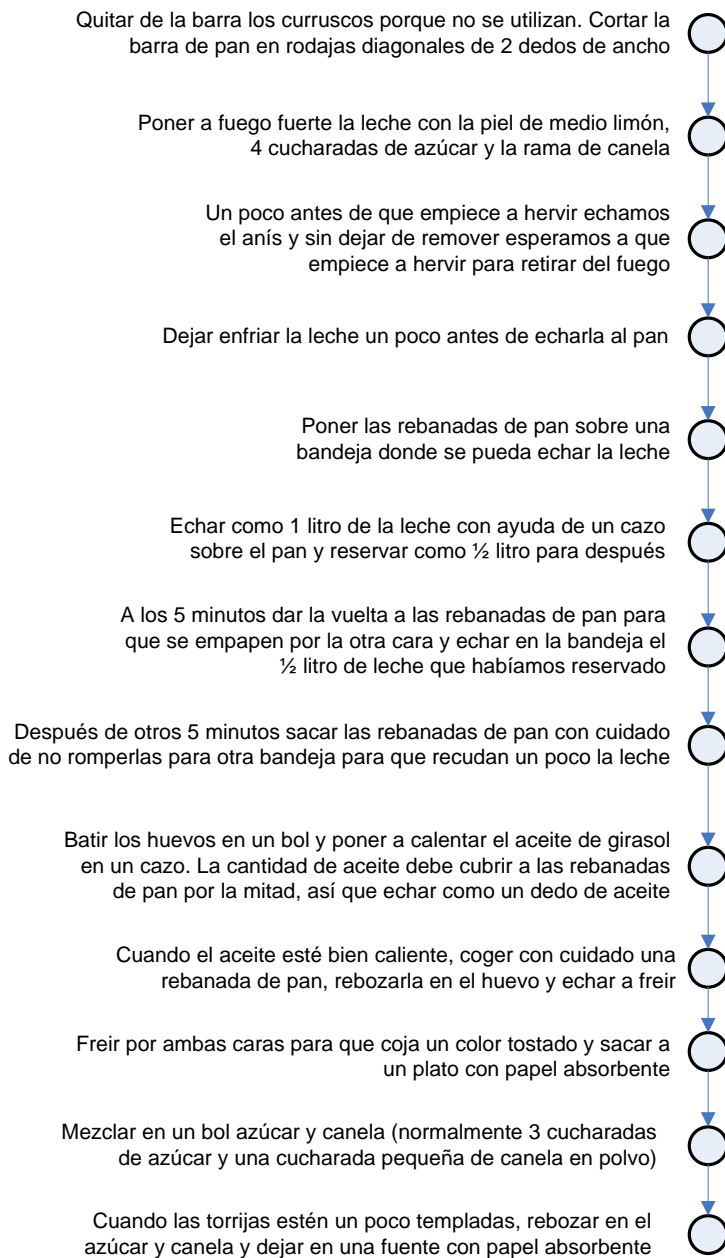 Quitar de la barra los curruscos porque no se utilizan. Cortar la
barra de pan en rodajas diagonales de 2 dedos de ancho
Poner a fuego fuerte la leche con la piel de medio limón,
4 cucharadas de azúcar y la rama de canela
Un poco antes de que empiece a hervir echamos
el anís y sin dejar de remover esperamos a que
empiece a hervir para retirar del fuego
Dejar enfriar la leche un poco antes de echarla al pan
Poner las rebanadas de pan sobre una
bandeja donde se pueda echar la leche
Echar como 1 litro de la leche con ayuda de un cazo
sobre el pan y reservar como ½ litro para después
A los 5 minutos dar la vuelta a las rebanadas de pan para
que se empapen por la otra cara y echar en la bandeja el
½ litro de leche que habíamos reservado
Después de otros 5 minutos sacar las rebanadas de pan con cuidado
de no romperlas para otra bandeja para que recudan un poco la leche
Batir los huevos en un bol y poner a calentar el aceite de girasol
en un cazo. La cantidad de aceite debe cubrir a las rebanadas
de pan por la mitad, así que echar como un dedo de aceite
Cuando el aceite esté bien caliente, coger con cuidado una
rebanada de pan, rebozarla en el huevo y echar a freir
Freir por ambas caras para que coja un color tostado y sacar a
un plato con papel absorbente
Mezclar en un bol azúcar y canela (normalmente 3 cucharadas
de azúcar y una cucharada pequeña de canela en polvo)
Cuando las torrijas estén un poco templadas, rebozar en el
azúcar y canela y dejar en una fuente con papel absorbente